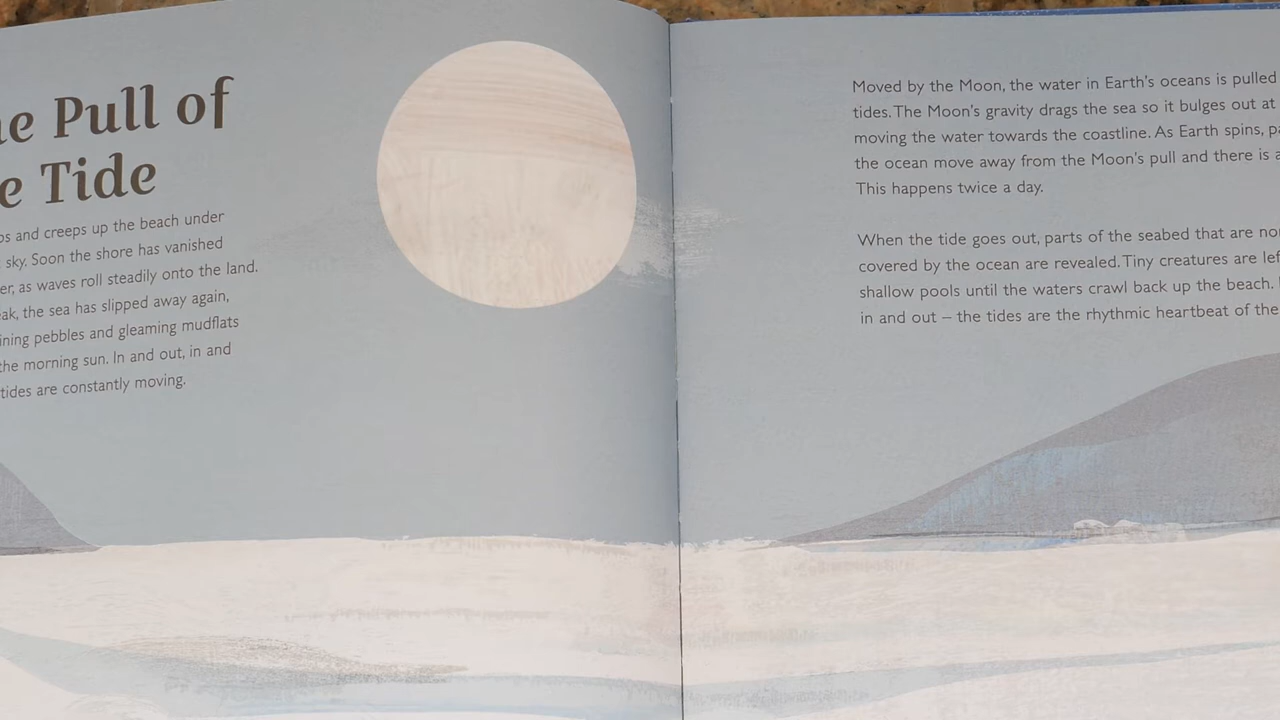 Pull of
Tide
and creeps up the beach under
sky. Soon the shore has vanished
as waves roll steadily onto the land.
the sea has slipped away again,
pebbles and gleaming mudflats
the morning sun. In and out, in and
tides are constantly moving.
Moved by the Moon, the water in Earth's oceans is pulled
tides. The Moon's gravity drags the sea so it bulges out at
moving the water towards the coastline. As Earth spins,
the ocean move away from the Moon's pull and there is
This happens twice a day.
When the tide goes out, parts of the seabed that are
covered by the ocean are revealed. Tiny creatures are
shallow pools until the waters crawl back up the beach.
in and out – the tides are the rhythmic heartbeat of the